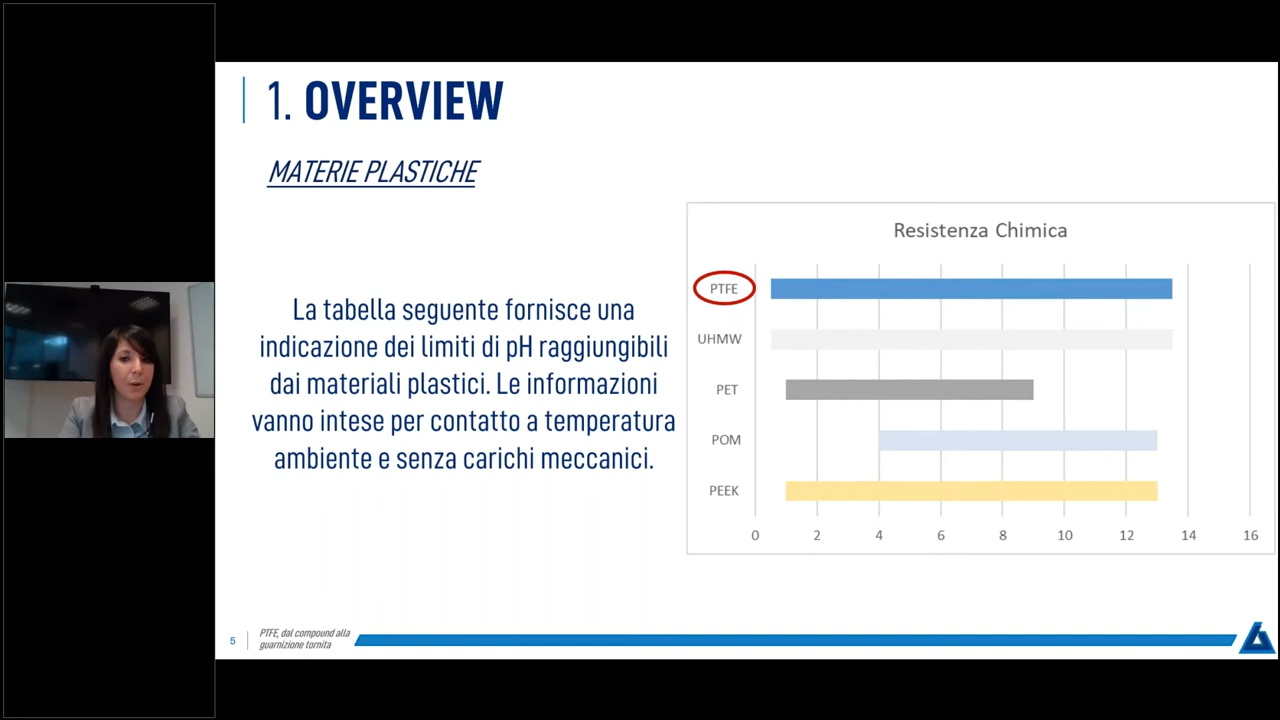 1. OVERVIEW
MATERIE PLASTICHE
La tabella seguente fornisce una
indicazione dei limiti di pH raggiungibili
dai materiali plastici. Le informazioni
vanno intese per contatto a temperatura
ambiente e senza carichi meccanici.
Resistenza Chimica
PTFE
UHMW
PET
POM
PEEK
0 2 4 6 8 10 12 14 16
5
PTFE, dal compound alla
guarnizione tornita